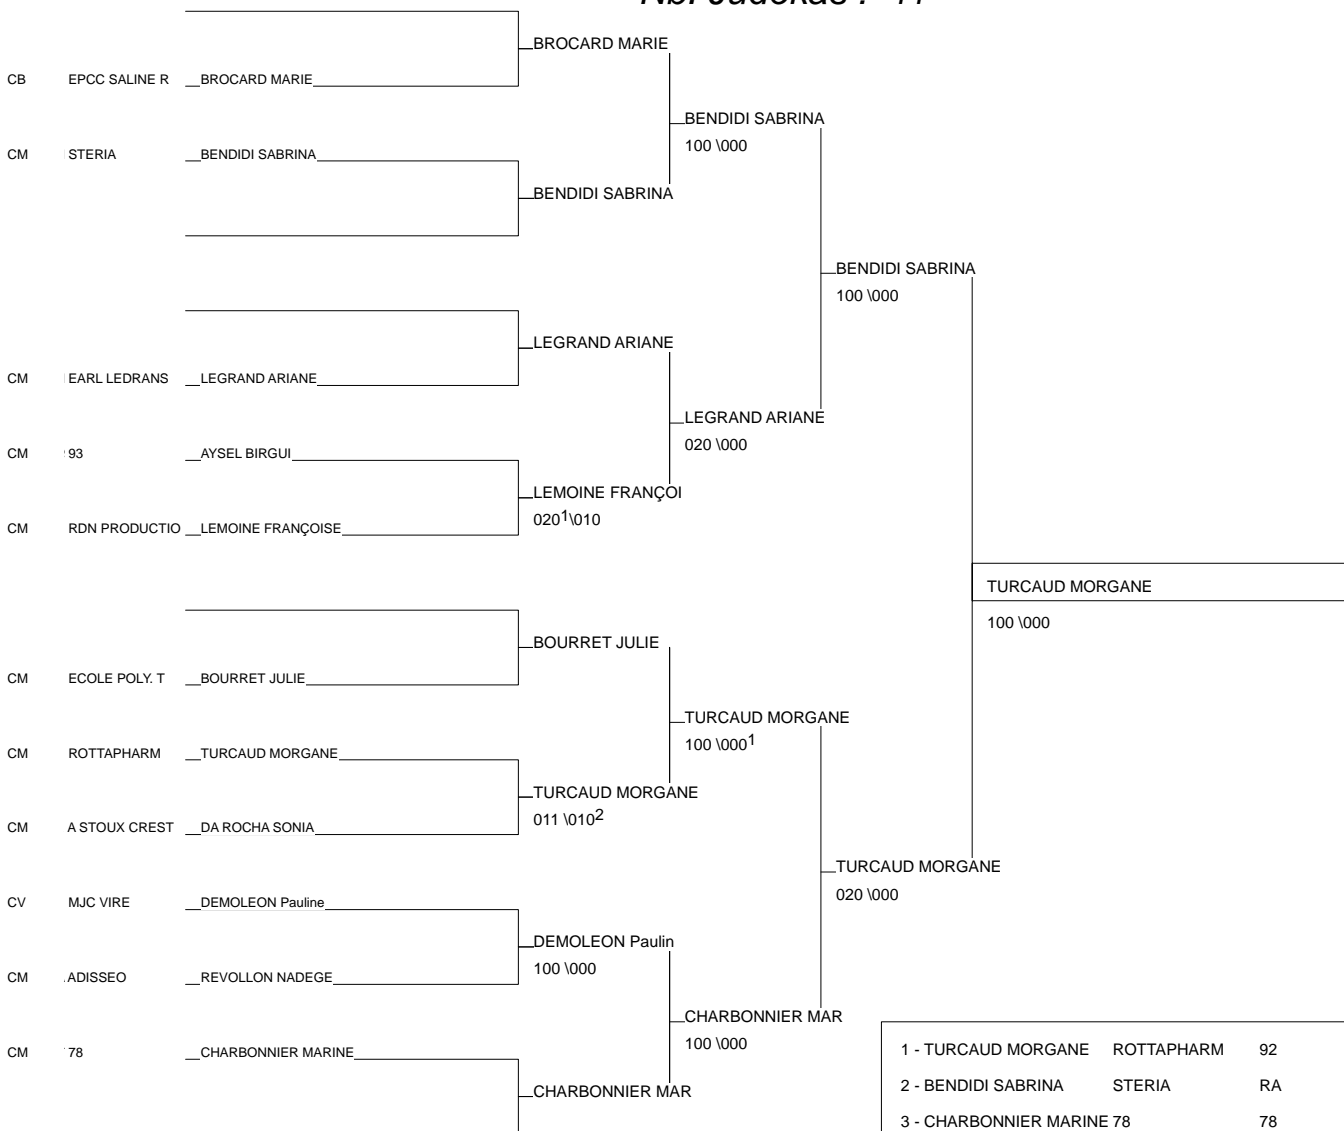 BROCARD MARIE
CB EPCC SALINE R BROCARD MARIE
BENDIDI SABRINA
100 \000
CM STERIA BENDIDI SABRINA
BENDIDI SABRINA
BENDIDI SABRINA
100 \000
LEGRAND ARIANE
CM EARL LEDRANS LEGRAND ARIANE
LEGRAND ARIANE
020 \000
CM 93 AYSEL BIRGUI
LEMOINE FRANÇOI
020¹\010
CM RDN PRODUCTIO LEMOINE FRANÇOISE
TURCAUD MORGANE
100 \000
BOURRET JULIE
CM ECOLE POLY. T BOURRET JULIE
TURCAUD MORGANE
100 \000¹
CM ROTTAPHARM TURCAUD MORGANE
TURCAUD MORGANE
011 \010²
CM A STOUX CREST DA ROCHA SONIA
TURCAUD MORGANE
020 \000
CV MJC VIRE DEMOLEON Pauline
DEMOLEON Paulin
100 \000
CM ADISSEO REVOLLON NADEGE
CHARBONNIER MAR
100 \000
CM 78 CHARBONNIER MARINE
CHARBONNIER MAR
1 - TURCAUD MORGANE ROTTAPHARM 92
2 - BENDIDI SABRINA STERIA RA
3 - CHARBONNIER MARINE 78 78